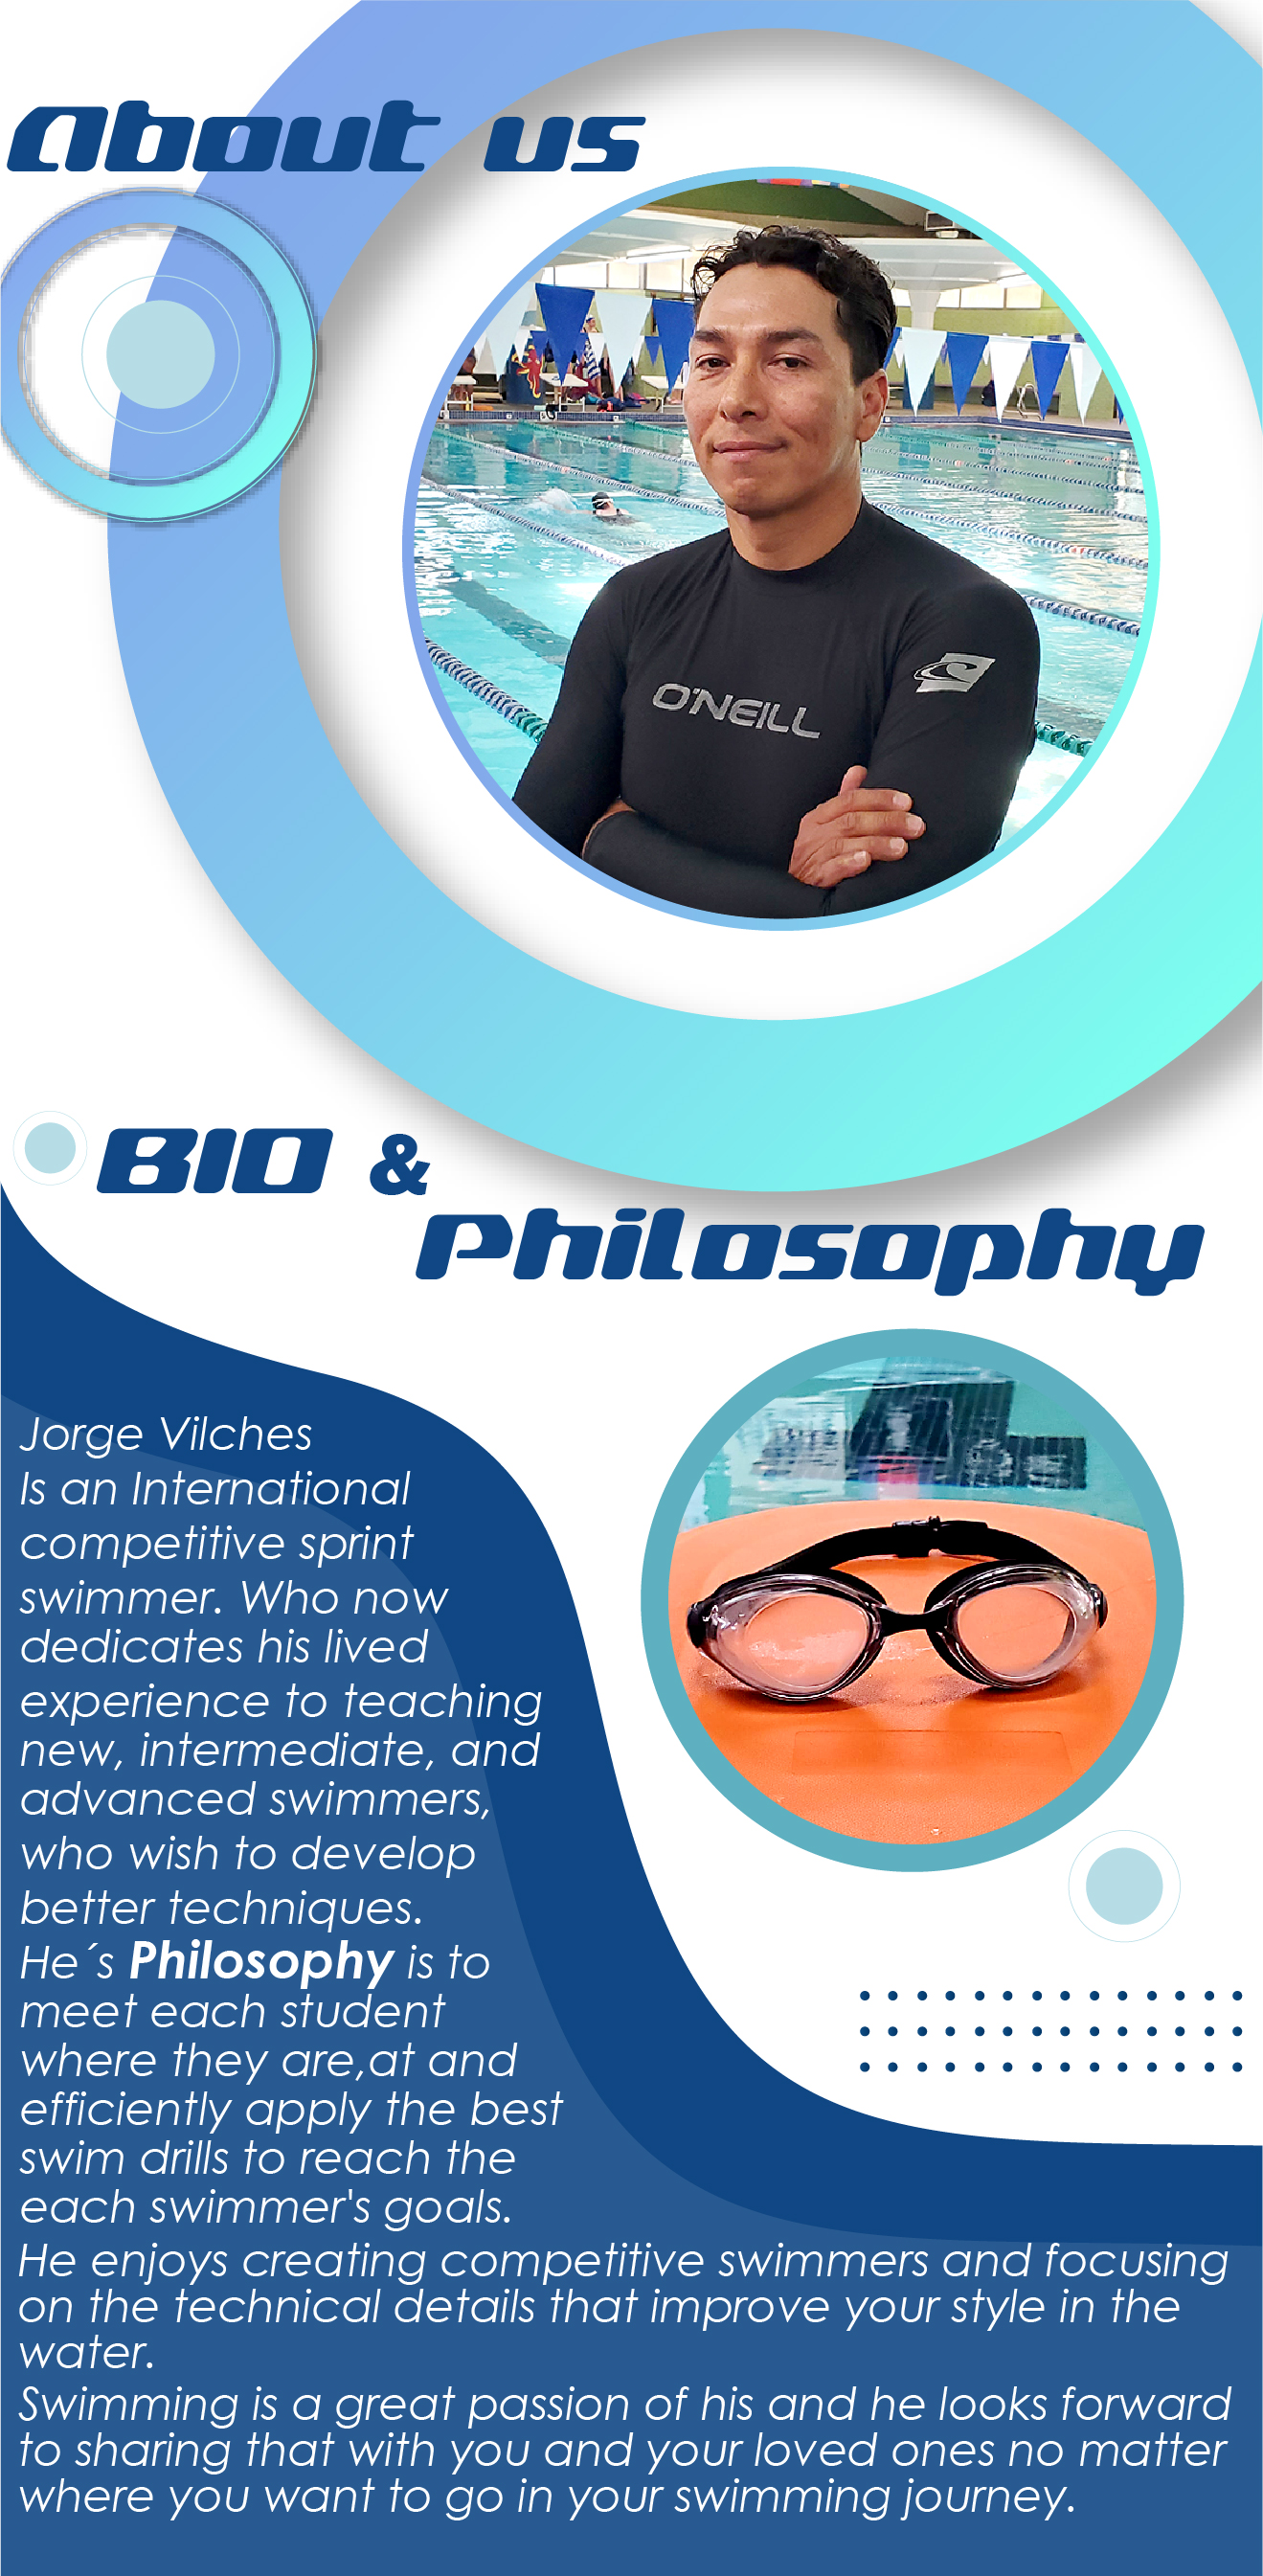 About us
O'NEILL
BIO &
Philosophy
Jorge Vilches
Is an International
competitive sprint
swimmer. Who now
dedicates his lived
experience to teaching
new, intermediate, and
advanced swimmers,
who wish to develop
better techniques.
He´s Philosophy is to
meet each student
where they are,at and
efficiently apply the best
swim drills to reach the
each swimmer's goals.
He enjoys creating competitive swimmers and focusing
on the technical details that improve your style in the
water.
Swimming is a great passion of his and he looks forward
to sharing that with you and your loved ones no matter
where you want to go in your swimming journey.